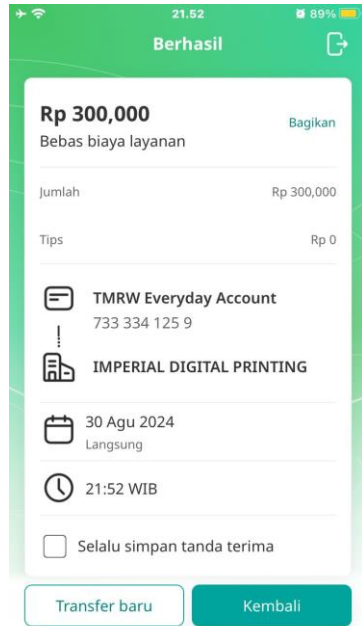 21.52
89%
Berhasil
Rp 300,000
Bagikan
Bebas biaya layanan
Jumlah
Rp 300,000
Tips
Rp 0
TMRW Everyday Account
733 334 125 9
IMPERIAL DIGITAL PRINTING
30 Agu 2024
Langsung
21:52 WIB
Selalu simpan tanda terima
Transfer baru
Kembali